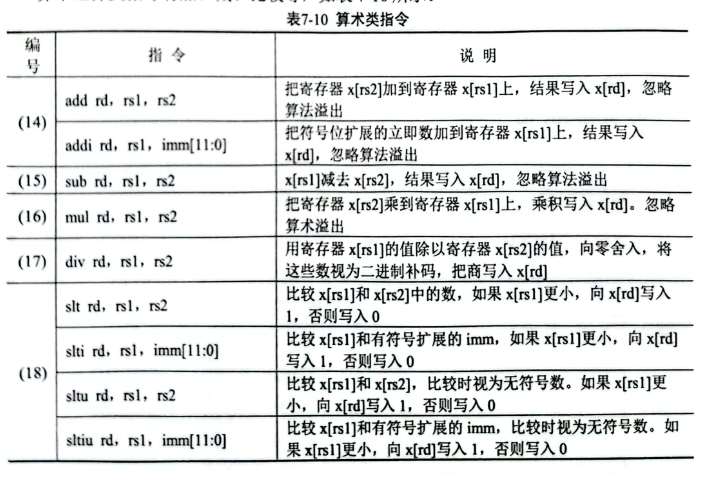 表7-10 算术类指令
编
号
指 令
说 明
(14)
add rd, rs1, rs2
把寄存器 x[rs2]加到寄存器 x[rs1]上，结果写入 x[rd]，忽略
算法溢出
addi rd, rs1, imm[11:0]
把符号位扩展的立即数加到寄存器 x[rs1]上，结果写入
x[rd]，忽略算法溢出
(15)
sub rd, rs1, rs2
x[rs1]减去 x[rs2]，结果写入 x[rd]，忽略算法溢出
(16)
mul rd, rs1, rs2
把寄存器 x[rs2]乘到寄存器 x[rs1]上，乘积写入 x[rd]。忽略
算术溢出
(17)
div rd, rs1, rs2
用寄存器 x[rs1]的值除以寄存器 x[rs2]的值，向零舍入，将
这些数视为二进制补码，把商写入 x[rd]
(18)
slt rd, rs1, rs2
比较 x[rs1]和 x[rs2]中的数，如果 x[rs1]更小，向 x[rd]写入
1，否则写入 0
slti rd, rs1, imm[11:0]
比较 x[rs1]和有符号扩展的 imm，如果 x[rs1]更小，向 x[rd]
写入 1，否则写入 0
sltu rd, rs1, rs2
比较 x[rs1]和 x[rs2]，比较时视为无符号数。如果 x[rs1]更
小，向 x[rd]写入 1，否则写入 0
sltiu rd, rs1, imm[11:0]
比较 x[rs1]和有符号扩展的 imm，比较时视为无符号数。如
果 x[rs1]更小，向 x[rd]写入 1，否则写入 0